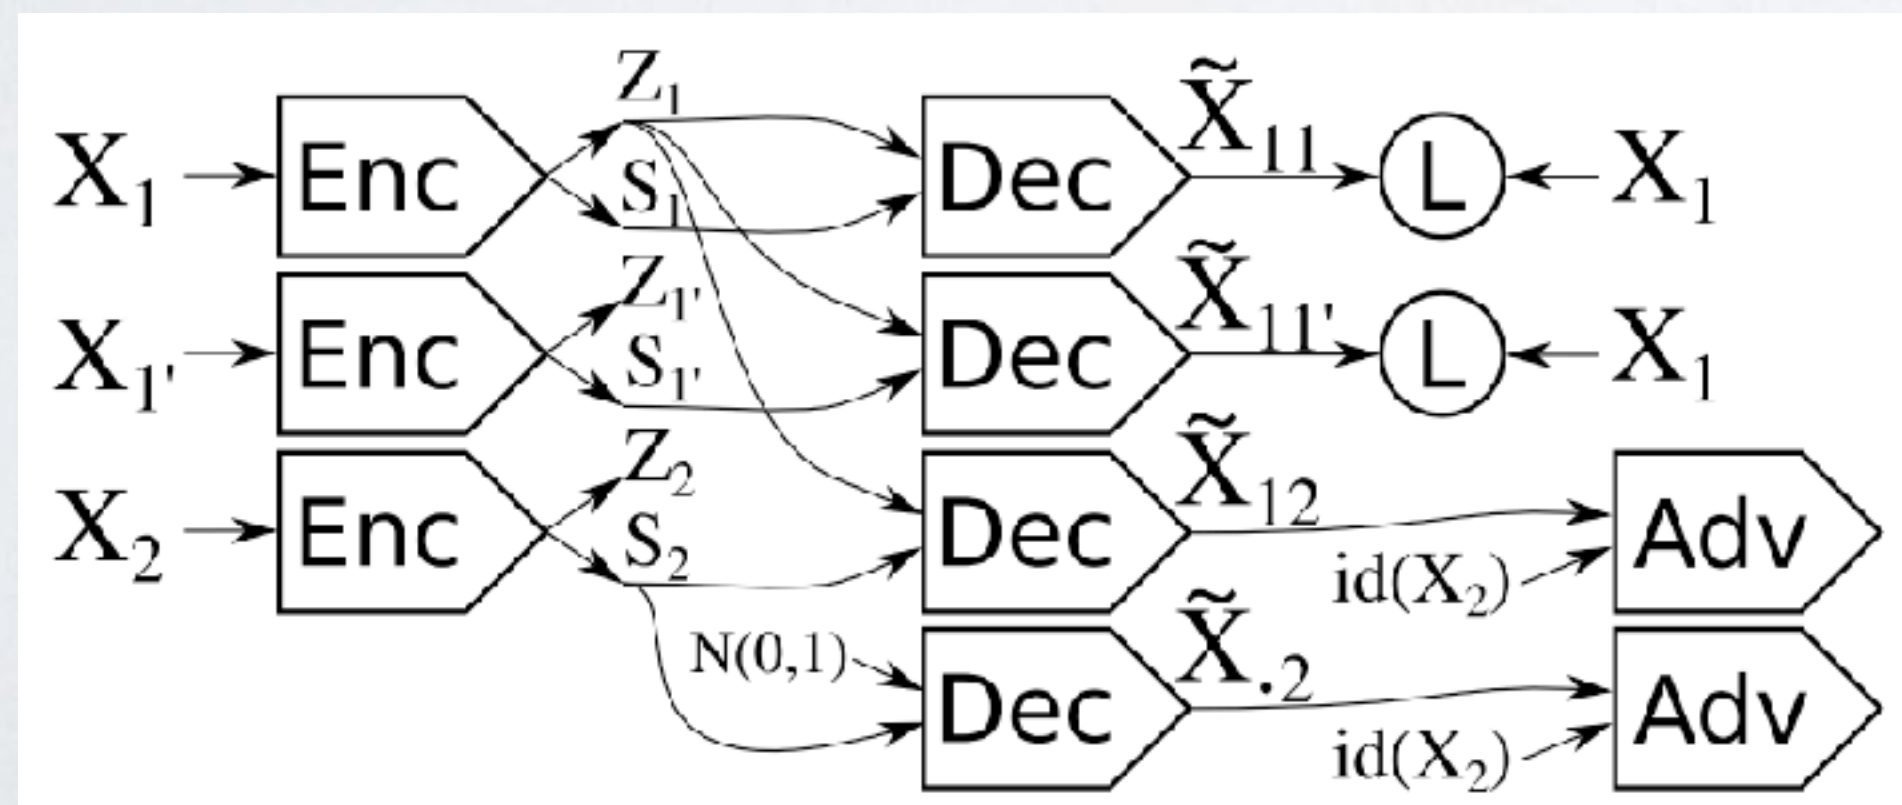 Z₁
X₁ Enc S₁ Dec X̃₁₁ L X₁
Z₁'
X₁' Enc S₁' Dec X̃₁₁' L X₁
Z₂
X₂ Enc S₂ Dec X̃₁₂ id(X₂) Adv
N(0,1) Dec X̃.₂ id(X₂) Adv